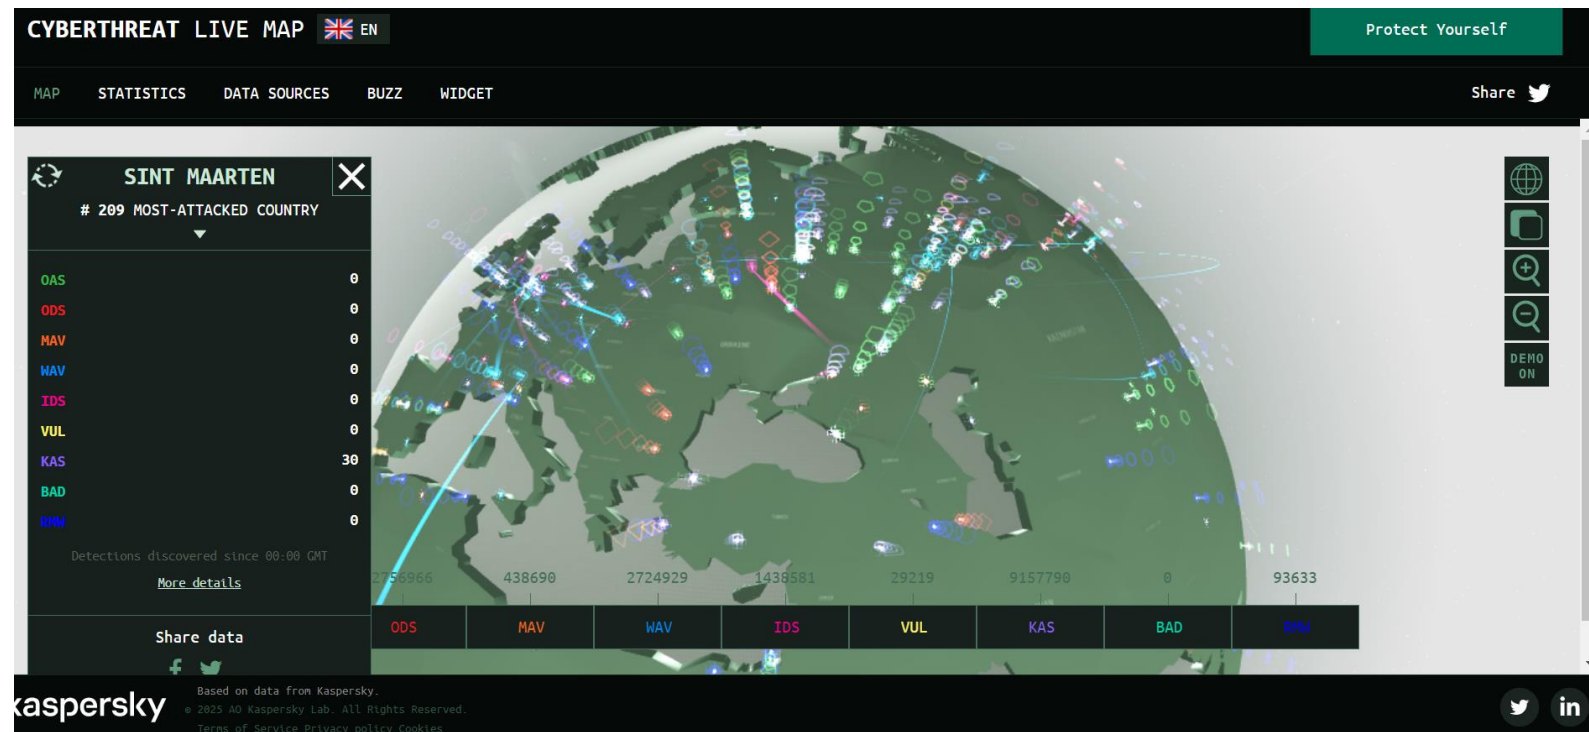 CYBERTHREAT LIVE MAP EN
Protect Yourself
MAP STATISTICS DATA SOURCES BUZZ WIDGET
Share
SINT MAARTEN
# 209 MOST-ATTACKED COUNTRY
OAS 0
ODS 0
MAV 0
WAV 0
IDS 0
VUL 0
KAS 30
BAD 0
RMW 0
Detections discovered since 00:00 GMT
More details
Share data
DEMO
ON
UKRAINE
2756966 438690 2724929 1438581 29219 9157790 0 93633
ODS MAV WAV IDS VUL KAS BAD RMW
kaspersky
Based on data from Kaspersky.
© 2025 AO Kaspersky Lab. All Rights Reserved.
Terms of Service Privacy policy Cookies
in